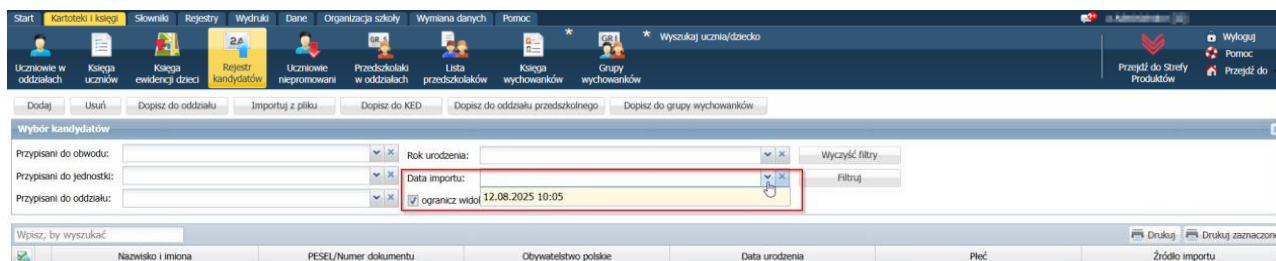 Start Kartoteki i księgi Słowniki Rejestry Wydruki Dane Organizacja szkoły Wymiana danych Pomoc
Uczniowie w oddziałach
Księga uczniów
Księga ewidencji dzieci
Rejestr kandydatów
Uczniowie niepromowani
Przedszkolaki w oddziałach
Lista przedszkolaków
* Księga wychowanków
* Grupy wychowanków
Wyszukaj ucznia/dziecko
Przejdź do Strefy Produktów
Wyloguj
Pomoc
Przejdź do
Dodaj Usuń Dopisz do oddziału Importuj z pliku Dopisz do KED Dopisz do oddziału przedszkolnego Dopisz do grupy wychowanków
Wybór kandydatów
Przypisani do obwodu: Rok urodzenia: Wyczyść filtry
Przypisani do jednostki: Data importu: Filtruj
Przypisani do oddziału: ogranicz 12.08.2025 10:05
Wpisz, by wyszukać Drukuj Drukuj zaznaczone
Nazwisko i imiona PESEL/Numer dokumentu Obywatelstwo polskie Data urodzenia Płeć Źródło importu